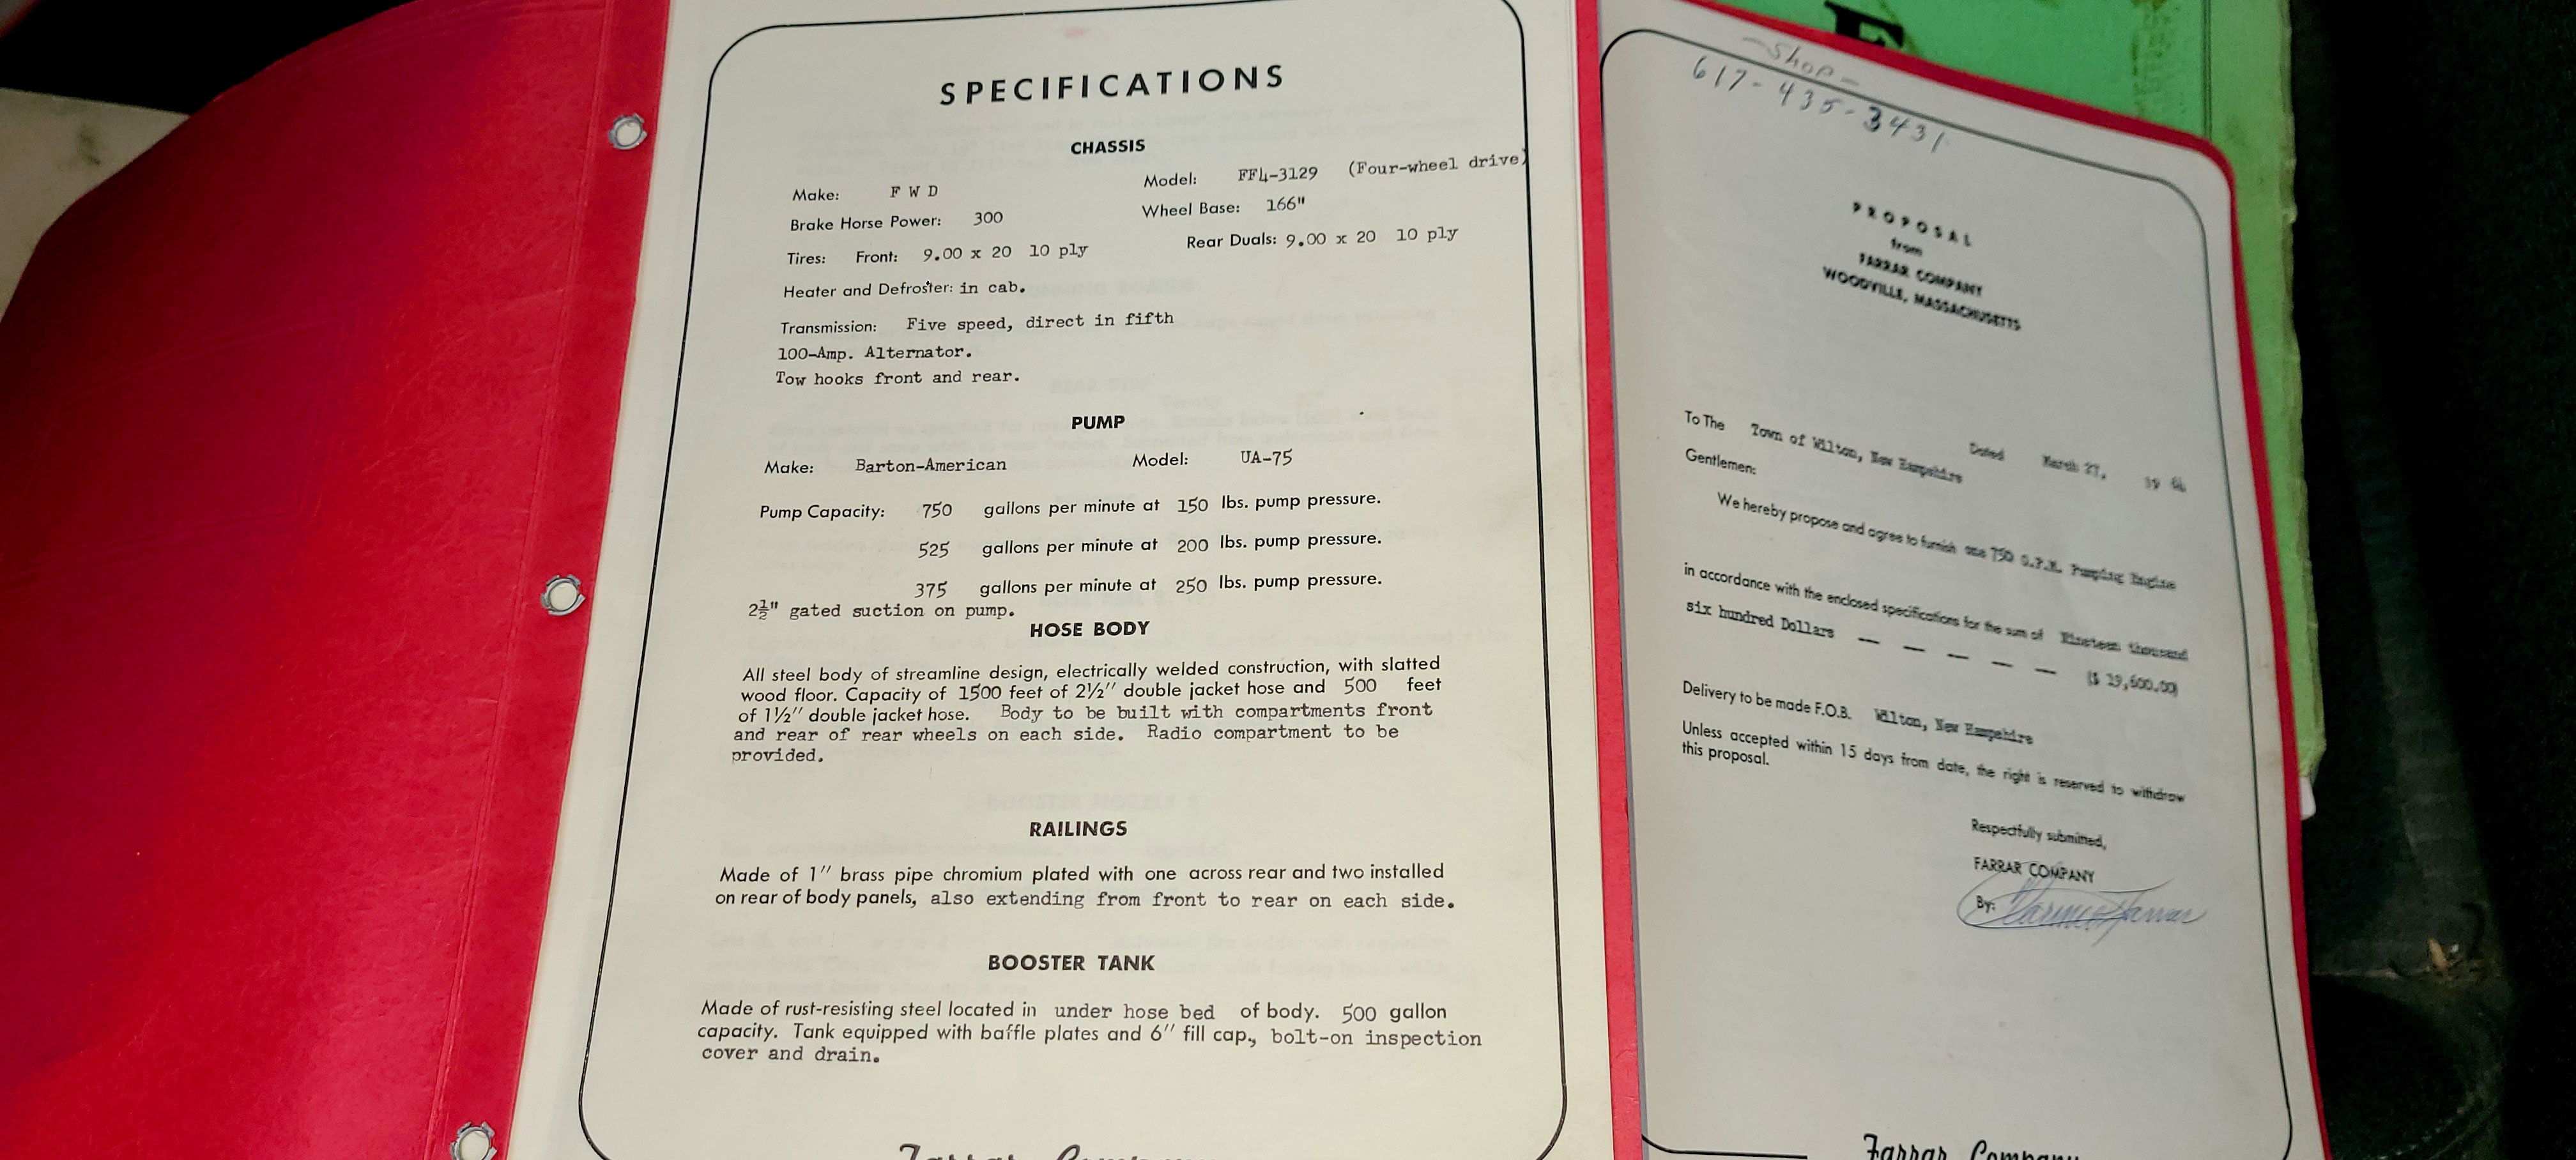 SPECIFICATIONS
CHASSIS
Make: F W D Model: FF4-3129 (Four-wheel drive)
Brake Horse Power: 300 Wheel Base: 166"
Tires: Front: 9.00 x 20 10 ply Rear Duals: 9.00 x 20 10 ply
Heater and Defroster: in cab.
Transmission: Five speed, direct in fifth
100-Amp. Alternator.
Tow hooks front and rear.
PUMP
Make: Barton-American Model: UA-75
Pump Capacity: 750 gallons per minute at 150 lbs. pump pressure.
525 gallons per minute at 200 lbs. pump pressure.
375 gallons per minute at 250 lbs. pump pressure.
2½" gated suction on pump.
HOSE BODY
All steel body of streamline design, electrically welded construction, with slatted
wood floor. Capacity of 1500 feet of 2½" double jacket hose and 500 feet
of 1½" double jacket hose. Body to be built with compartments front
and rear of rear wheels on each side. Radio compartment to be
provided.
RAILINGS
Made of 1" brass pipe chromium plated with one across rear and two installed
on rear of body panels, also extending from front to rear on each side.
BOOSTER TANK
Made of rust-resisting steel located in under hose bed of body. 500 gallon
capacity. Tank equipped with baffle plates and 6" fill cap., bolt-on inspection
cover and drain.
Farrar Company
-Shop-
617-435-3431
PROPOSAL
from
FARRAR COMPANY
WOODVILLE, MASSACHUSETTS
Dated March 27, 19
To The Town of Wilton, New Hampshire
Gentlemen:
We hereby propose and agree to furnish one 750 G.P.M. Pumping Engine
in accordance with the enclosed specifications for the sum of Nineteen thousand
six hundred Dollars — — — — — ($ 19,600.00)
Delivery to be made F.O.B. Wilton, New Hampshire
Unless accepted within 15 days from date, the right is reserved to withdraw
this proposal.
Respectfully submitted,
FARRAR COMPANY
By: Farrar
Farrar Company